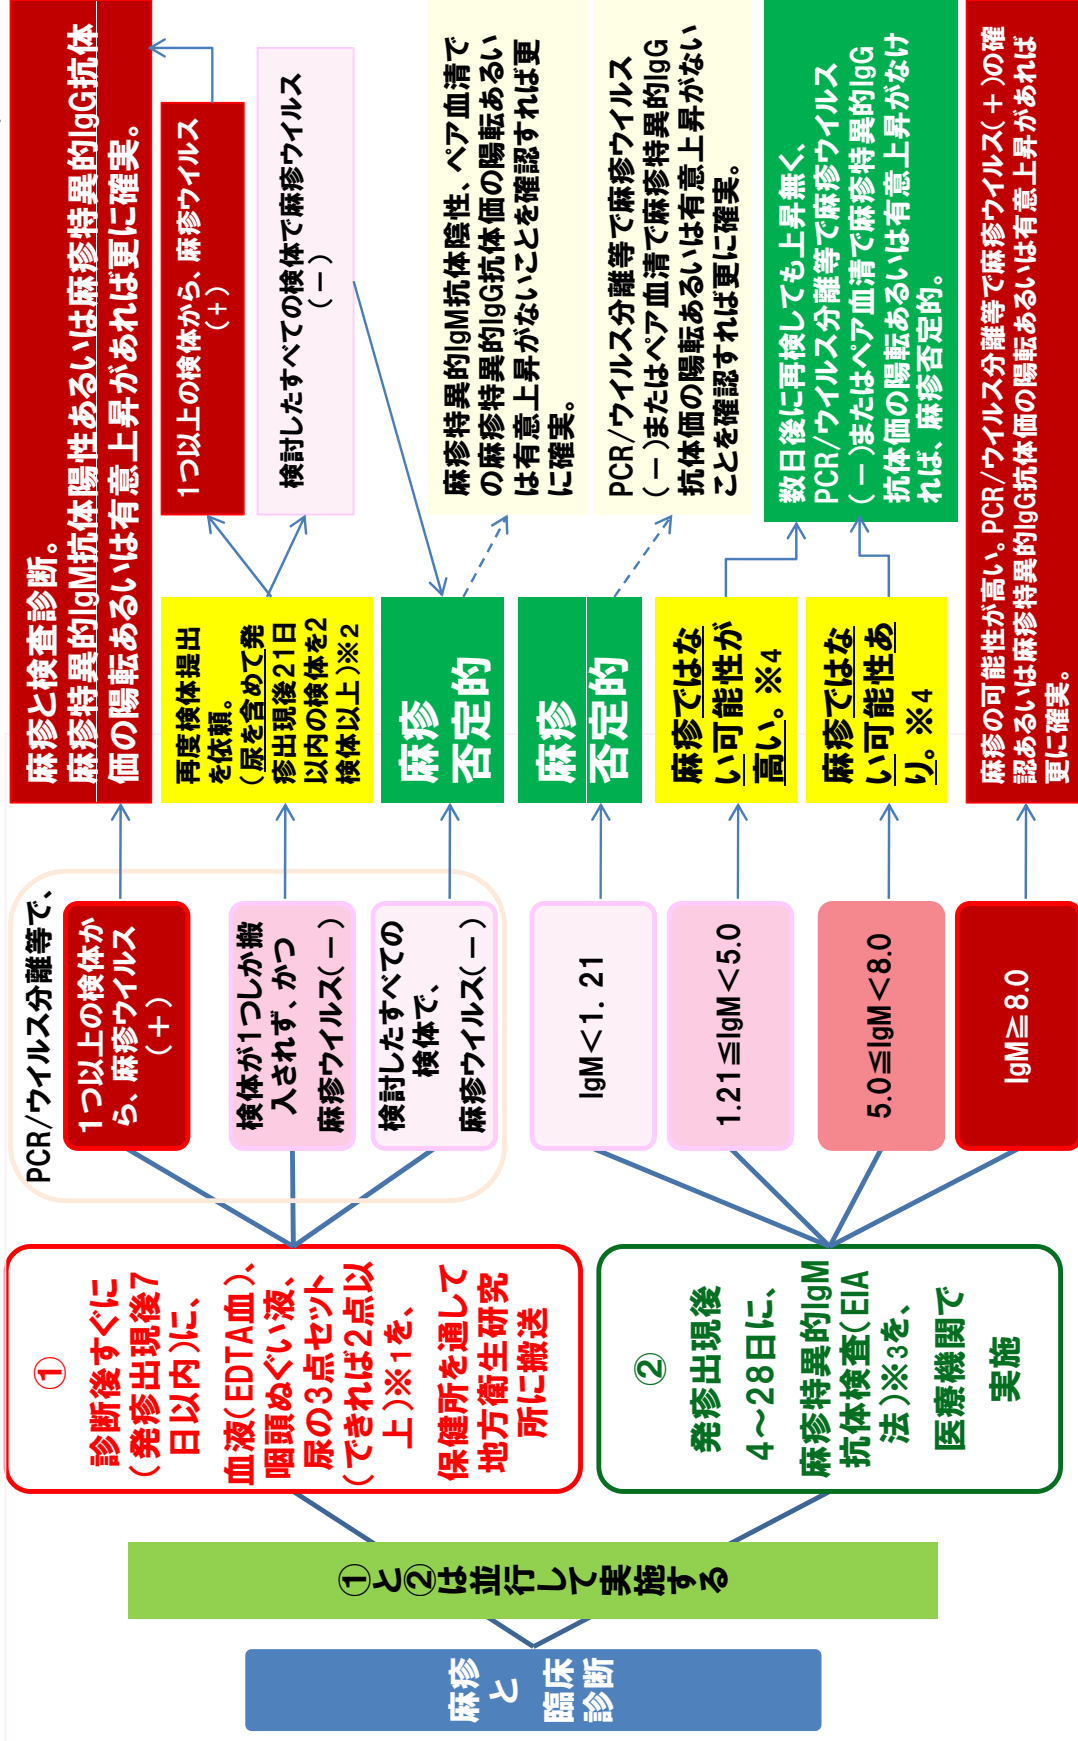 麻疹
と
臨床
診断
①と②は並行して実施する
①
診断後すぐに
(発疹出現後7
日以内)に、
血液(EDTA血)、
咽頭ぬぐい液、
尿の3点セット
(できれば2点以
上)※1を、
保健所を通して
地方衛生研究
所に搬送
②
発疹出現後
4～28日に、
麻疹特異的IgM
抗体検査(EIA
法)※3を、
医療機関で
実施
PCR/ウイルス分離等で、
1つ以上の検体か
ら、麻疹ウイルス
(＋)
検体が1つしか搬
入されず、かつ
麻疹ウイルス(－)
検討したすべての
検体で、
麻疹ウイルス(－)
IgM＜1. 21
1.21≦IgM＜5.0
5.0≦IgM＜8.0
IgM≧8.0
麻疹と検査診断。
麻疹特異的IgM抗体陽性あるいは麻疹特異的IgG抗体
価の陽転あるいは有意上昇があれば更に確実。
再度検体提出
を依頼。
(尿を含めて発
疹出現後21日
以内の検体を2
検体以上)※2
1つ以上の検体から、麻疹ウイルス
(＋)
検討したすべての検体で麻疹ウイルス
(－)
麻疹
否定的
麻疹特異的IgM抗体陰性、ペア血清で
の麻疹特異的IgG抗体価の陽転あるい
は有意上昇がないことを確認すれば更
に確実。
麻疹
否定的
PCR/ウイルス分離等で麻疹ウイルス
(－)またはペア血清で麻疹特異的IgG
抗体価の陽転あるいは有意上昇がない
ことを確認すれば更に確実。
麻疹ではな
い可能性が
高い。※4
麻疹ではな
い可能性あ
り。※4
数日後に再検しても上昇無く、
PCR/ウイルス分離等で麻疹ウイルス
(－)またはペア血清で麻疹特異的IgG
抗体価の陽転あるいは有意上昇がなけ
れば、麻疹否定的。
麻疹の可能性が高い。PCR/ウイルス分離等で麻疹ウイルス(＋)の確
認あるいは麻疹特異的IgG抗体価の陽転あるいは有意上昇があれば
更に確実。